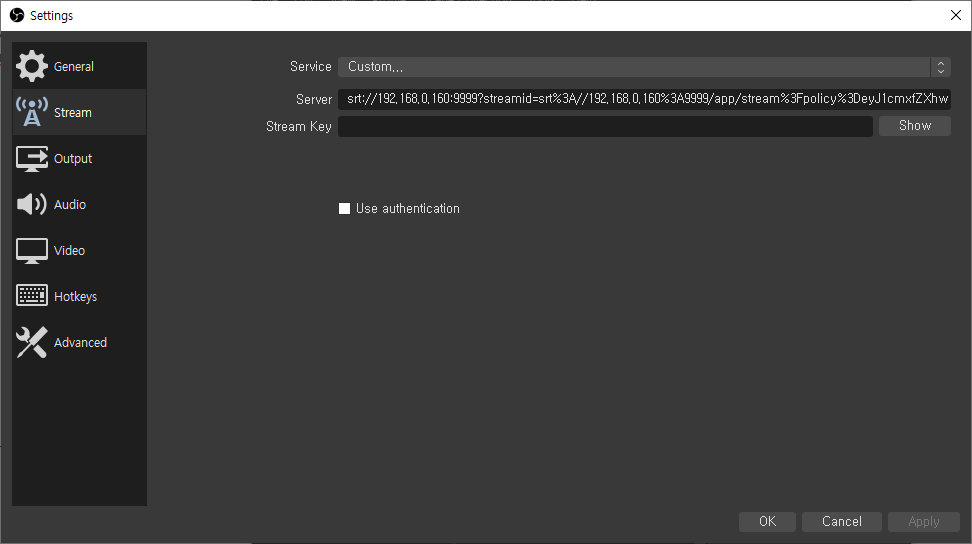 Settings
General
Stream
Output
Audio
Video
Hotkeys
Advanced
Service Custom...
Server srt://192.168.0.160:9999?streamid=srt%3A//192.168.0.160%3A9999/app/stream%3Fpolicy%3DeyJ1cmxfZXhw
Stream Key Show
Use authentication
OK Cancel Apply